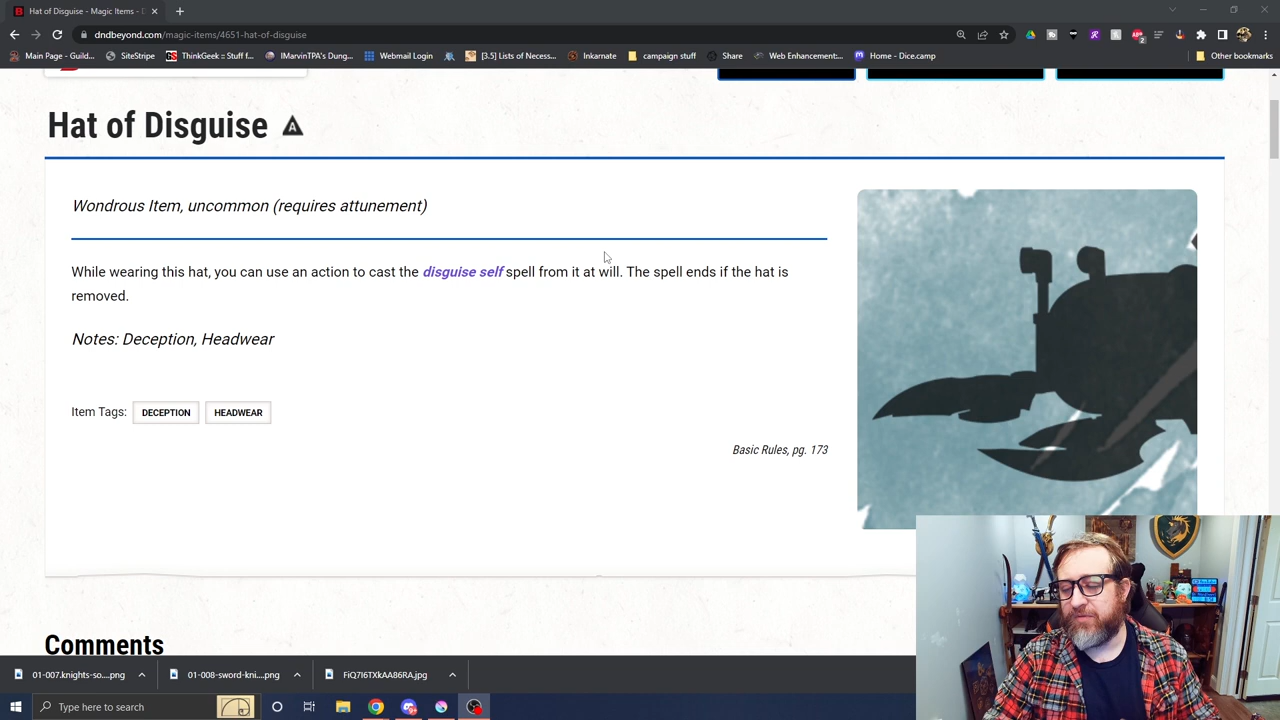 Hat of Disguise - Magic Items - D
dndbeyond.com/magic-items/4651-hat-of-disguise
Main Page - Guild...
SiteStripe
ThinkGeek :: Stuff f...
IMarvinTPA's Dung...
Webmail Login
[3.5] Lists of Necess...
Inkarnate
campaign stuff
Share
Web Enhancement:...
Home - Dice.camp
Other bookmarks
Hat of Disguise
Wondrous Item, uncommon (requires attunement)
While wearing this hat, you can use an action to cast the disguise self spell from it at will. The spell ends if the hat is
removed.
Notes: Deception, Headwear
Item Tags: DECEPTION HEADWEAR
Basic Rules, pg. 173
Comments
01-007.knights-so....png
01-008-sword-kni....png
FiQ7I6TXkAA86RA.jpg
Type here to search